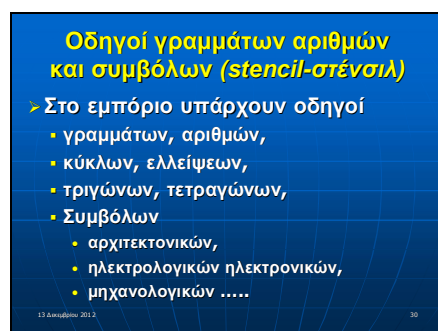 Οδηγοί γραμμάτων αριθμών
και συμβόλων (stencil-στένσιλ)
➢ Στο εμπόριο υπάρχουν οδηγοί
▪ γραμμάτων, αριθμών,
▪ κύκλων, ελλείψεων,
▪ τριγώνων, τετραγώνων,
▪ Συμβόλων
• αρχιτεκτονικών,
• ηλεκτρολογικών ηλεκτρονικών,
• μηχανολογικών .....
13 Δεκεμβρίου 2012 30